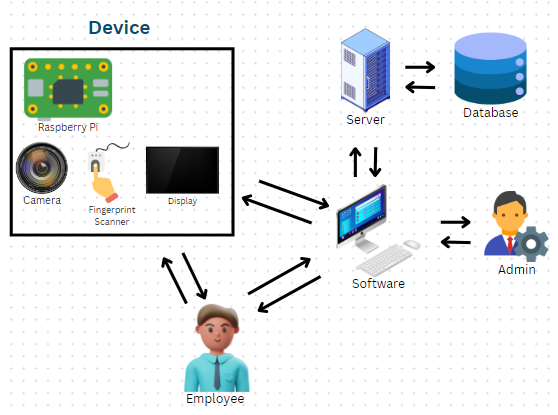 Device
Raspberry Pi
Camera
Fingerprint
Scanner
Display
Server
Database
Software
Admin
Employee